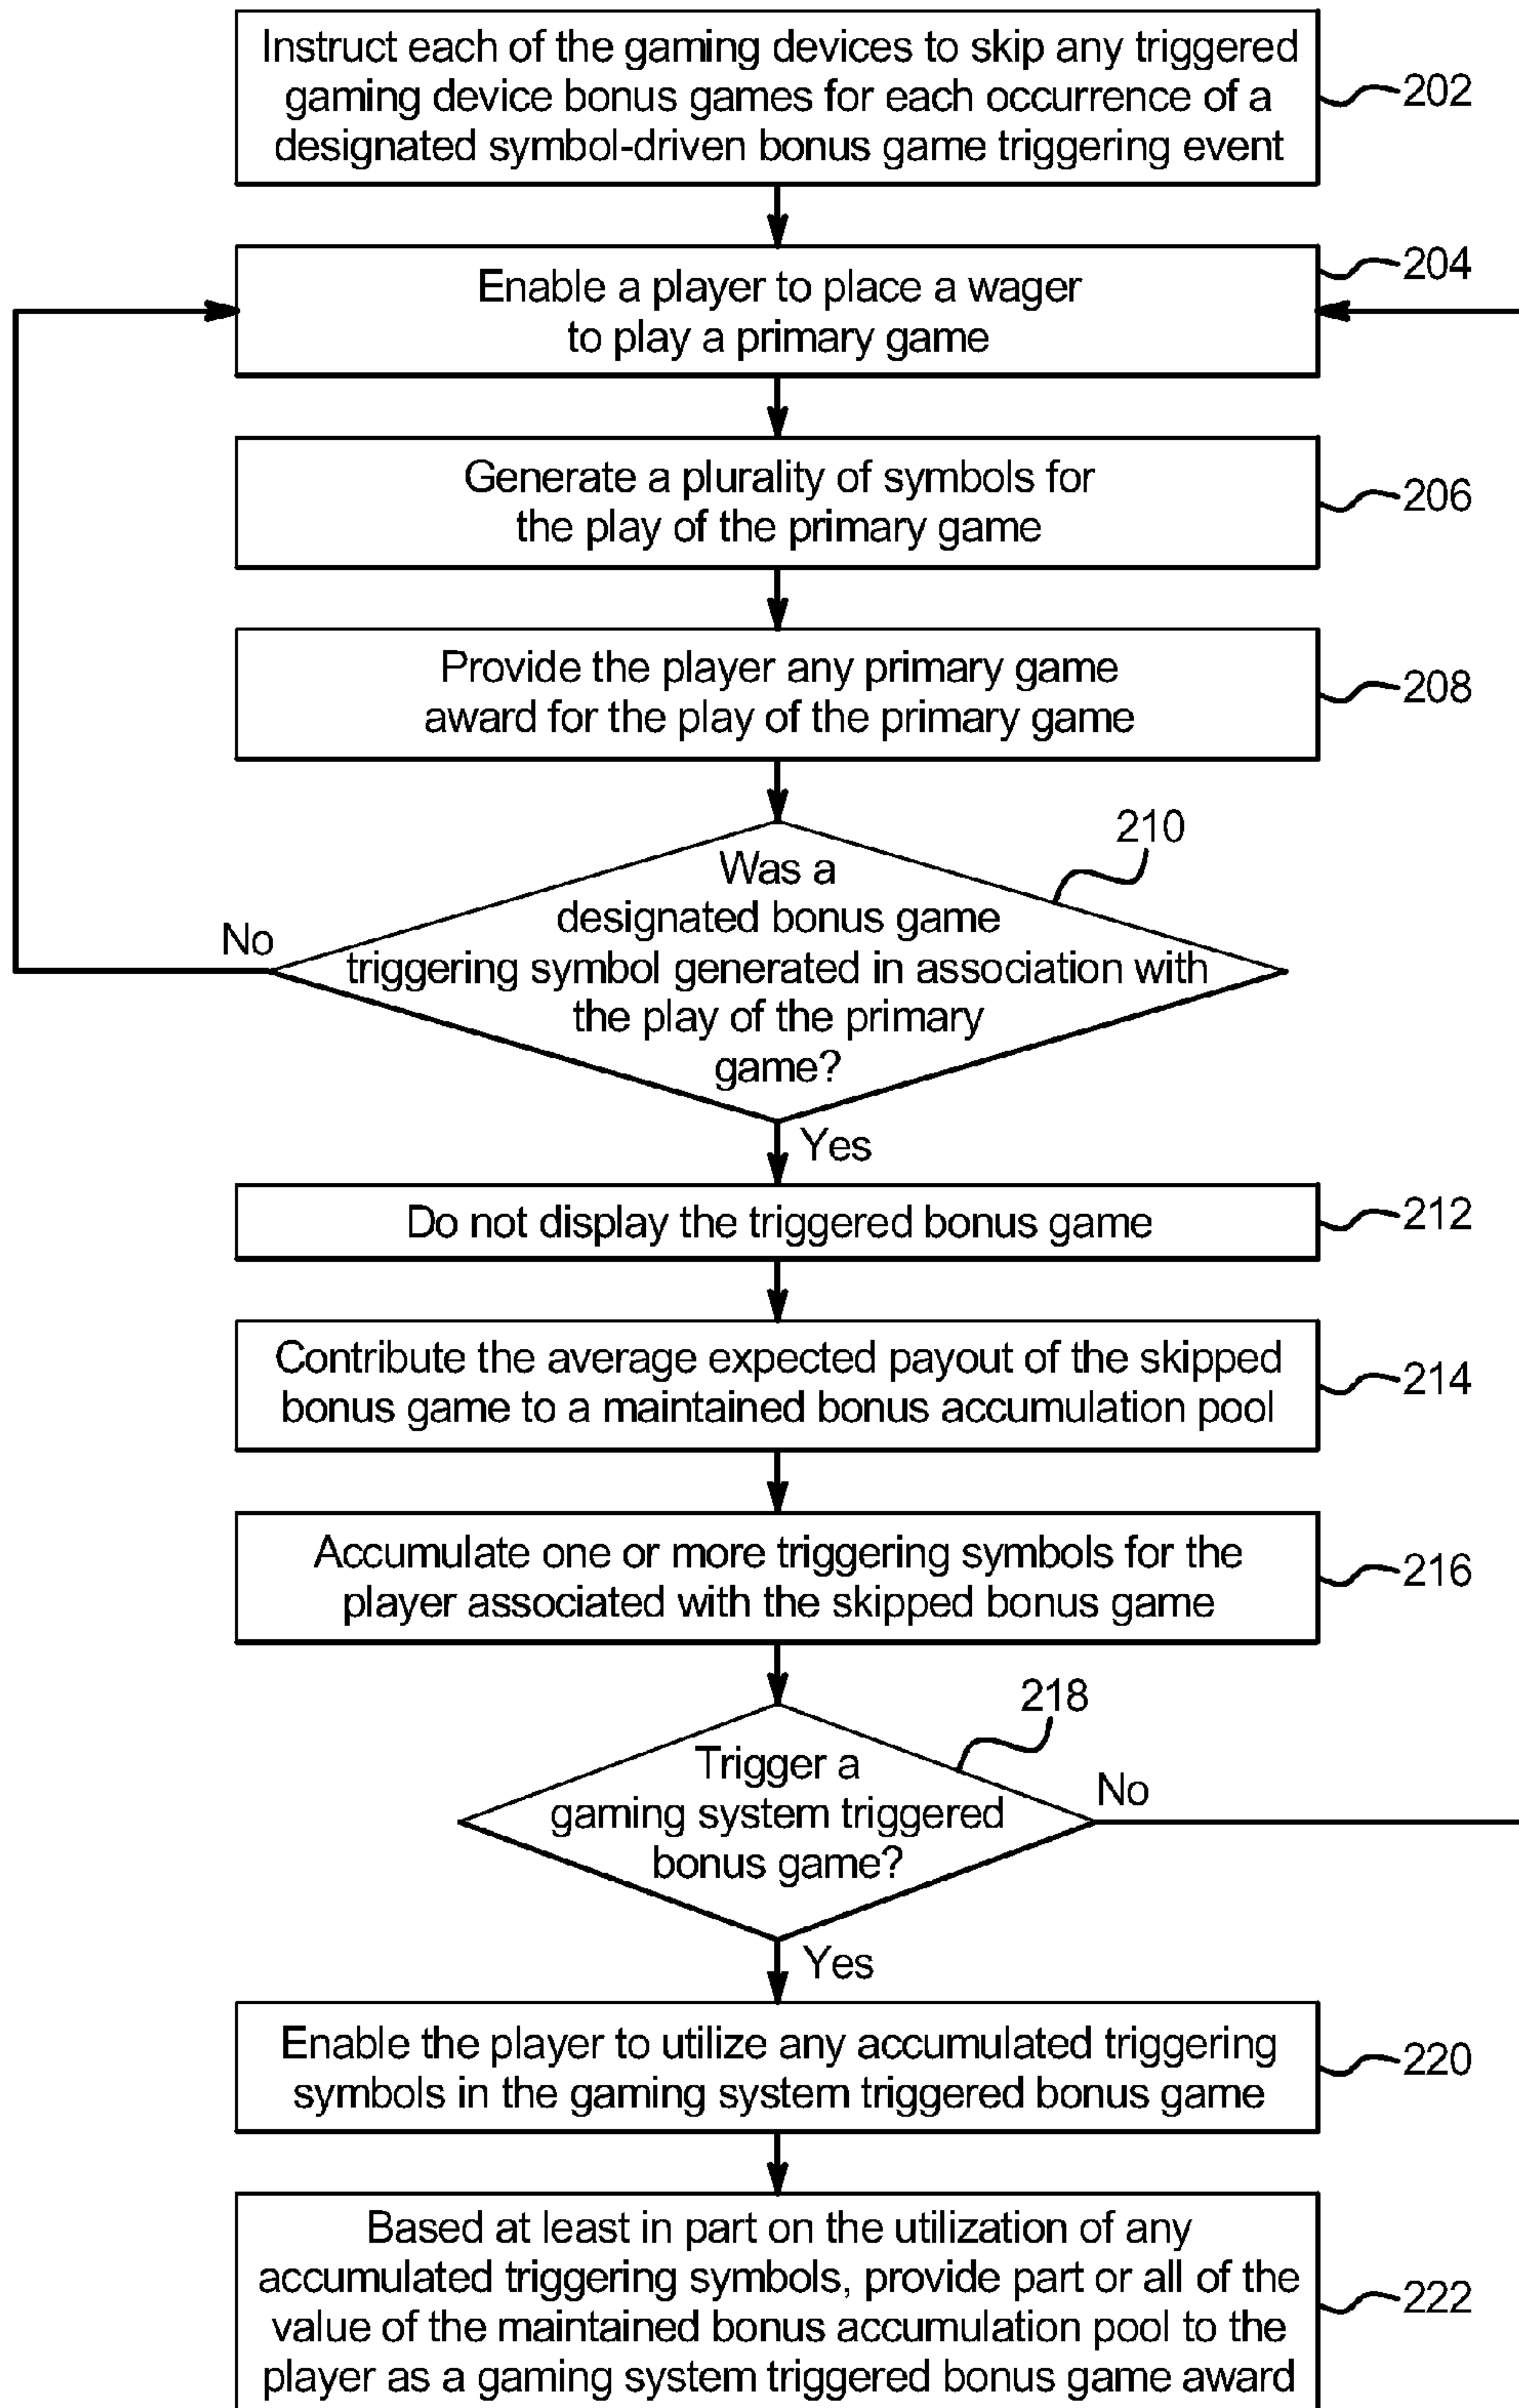 Instruct each of the gaming devices to skip any triggered
gaming device bonus games for each occurrence of a
designated symbol-driven bonus game triggering event
202
Enable a player to place a wager
to play a primary game
204
Generate a plurality of symbols for
the play of the primary game
206
Provide the player any primary game
award for the play of the primary game
208
Was a
designated bonus game
triggering symbol generated in association with
the play of the primary
game?
210
No
Yes
Do not display the triggered bonus game
212
Contribute the average expected payout of the skipped
bonus game to a maintained bonus accumulation pool
214
Accumulate one or more triggering symbols for the
player associated with the skipped bonus game
216
Trigger a
gaming system triggered
bonus game?
218
No
Yes
Enable the player to utilize any accumulated triggering
symbols in the gaming system triggered bonus game
220
Based at least in part on the utilization of any
accumulated triggering symbols, provide part or all of the
value of the maintained bonus accumulation pool to the
player as a gaming system triggered bonus game award
222